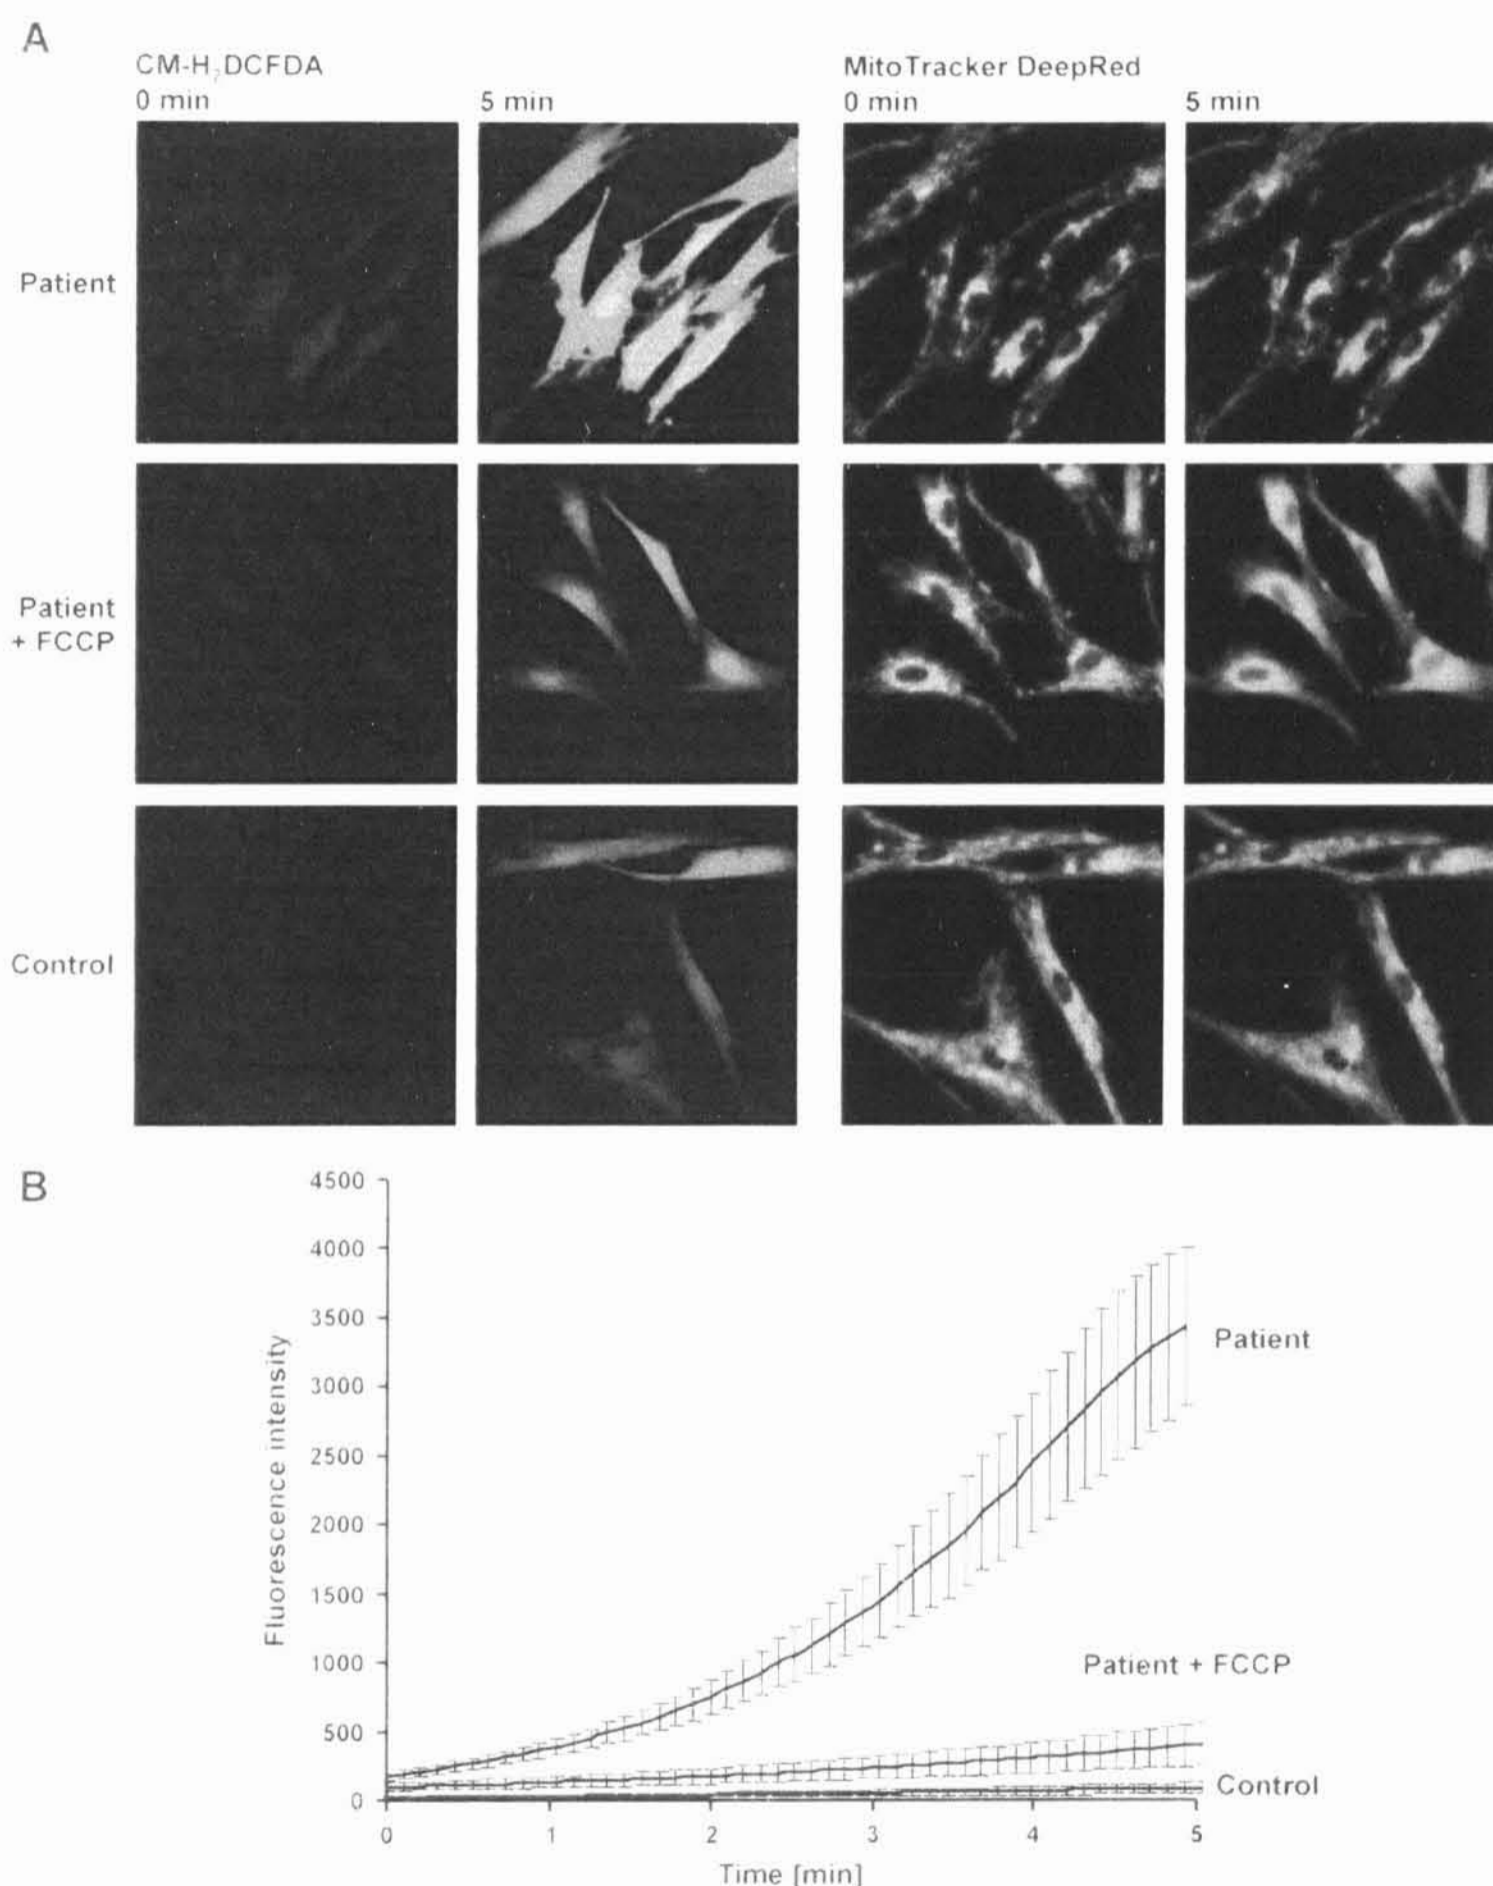 A
CM-H₂DCFDA
MitoTracker DeepRed
0 min
5 min
0 min
5 min
Patient
Patient
+ FCCP
Control
B
4500
4000
3500
3000
2500
2000
1500
1000
500
0
Fluorescence intensity
Patient
Patient + FCCP
Control
0
1
2
3
4
5
Time [min]